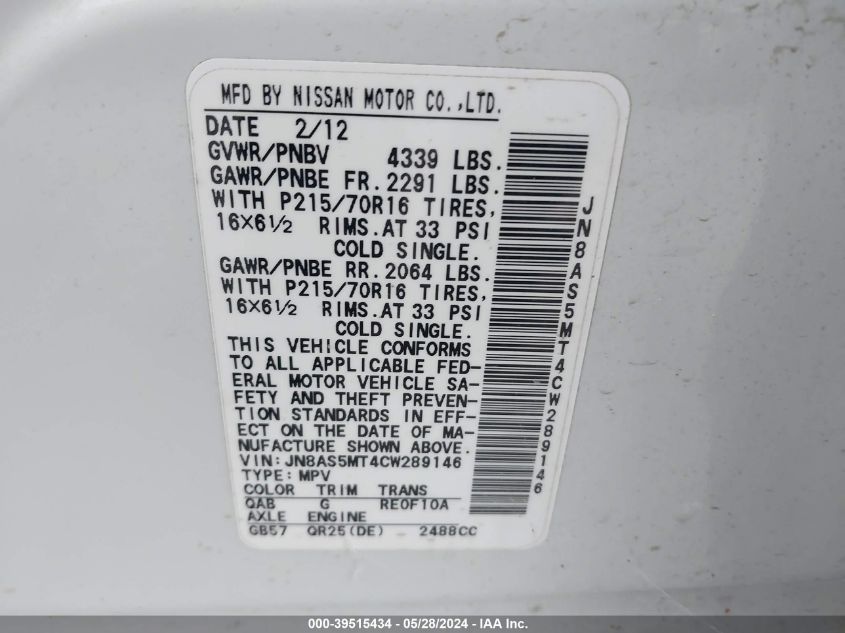 MFD BY NISSAN MOTOR CO.,LTD.
DATE 2/12
GVWR/PNBV 4339 LBS.
GAWR/PNBE FR.2291 LBS.
WITH P215/70R16 TIRES,
16X6½ RIMS.AT 33 PSI
COLD SINGLE.
GAWR/PNBE RR.2064 LBS.
WITH P215/70R16 TIRES,
16X6½ RIMS.AT 33 PSI
COLD SINGLE.
THIS VEHICLE CONFORMS
TO ALL APPLICABLE FED-
ERAL MOTOR VEHICLE SA-
FETY AND THEFT PREVEN-
TION STANDARDS IN EFF-
ECT ON THE DATE OF MA-
NUFACTURE SHOWN ABOVE.
VIN:JN8AS5MT4CW289146
TYPE:MPV
COLOR TRIM TRANS
QAB G RE0F10A
AXLE ENGINE
GB57 QR25(DE) - 2488CC
JN8AS5MT4CW289146
000-39515434 - 05/28/2024 - IAAI Inc.